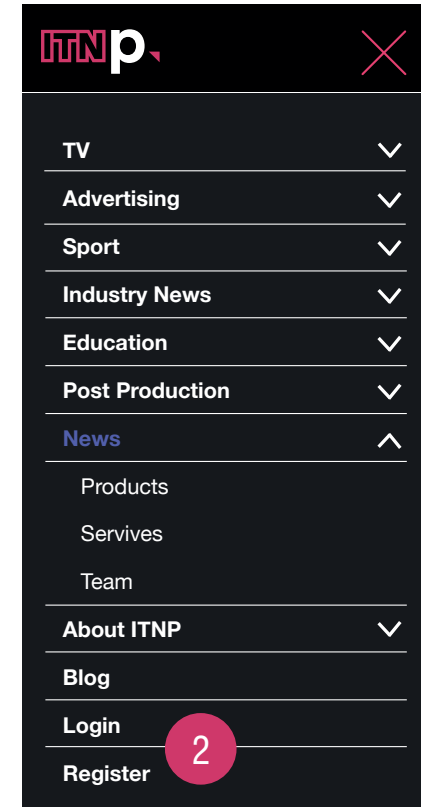 ITNP.
TV
Advertising
Sport
Industry News
Education
Post Production
News
Products
Servives
Team
About ITNP
Blog
Login
2
Register